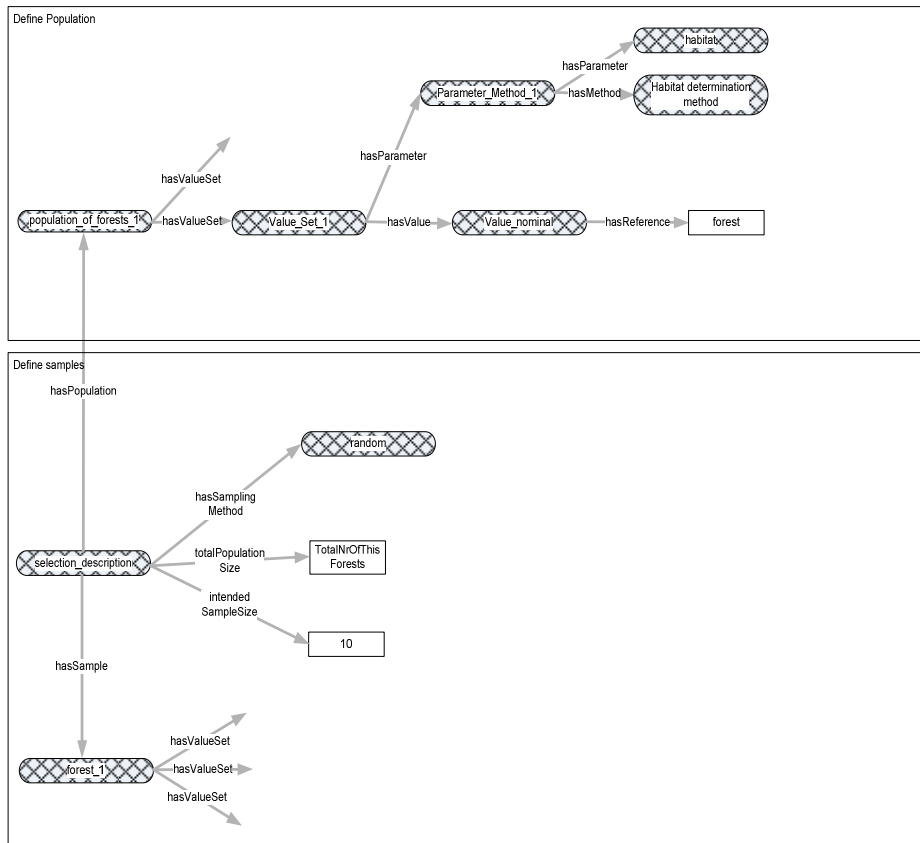 Define Population
habitat
hasParameter
Parameter_Method_1
hasMethod
Habitat determination
method
hasParameter
hasValueSet
population_of_forests_1
hasValueSet
Value_Set_1
hasValue
Value_nominal
hasReference
forest
Define samples
hasPopulation
random
hasSampling
Method
selection_description
totalPopulation
Size
TotalNrOfThis
Forests
intended
SampleSize
10
hasSample
hasValueSet
forest_1
hasValueSet
hasValueSet